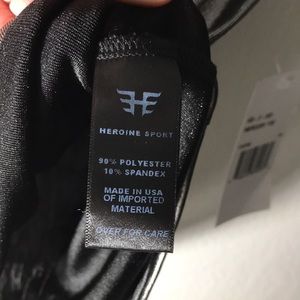 HEROINE SPORT
90% POLYESTER
10% SPANDEX
MADE IN USA
OF IMPORTED
MATERIAL
OVER FOR CARE